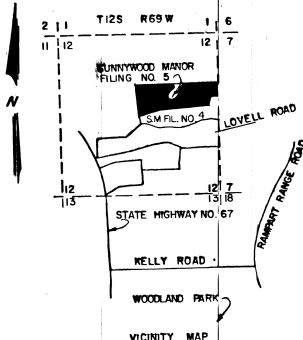 2 1 T12S R69W 1 6
11 12 12 7
SUNNYWOOD MANOR
FILING NO. 5
N
S.M FIL. NO. 4
LOVELL ROAD
RAMPART RANGE ROAD
12 12 7
13 13 18
STATE HIGHWAY NO. 67
KELLY ROAD
WOODLAND PARK
VICINITY MAP